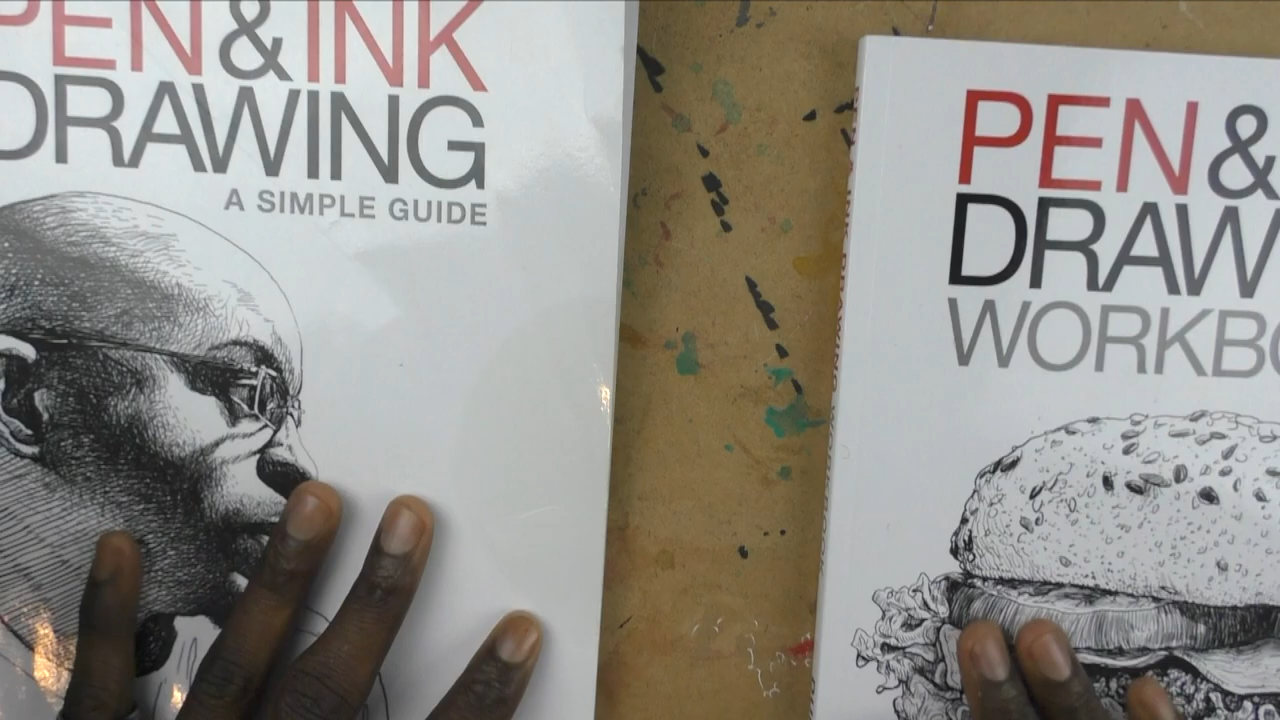 PEN & INK
DRAWING
A SIMPLE GUIDE
PEN &
DRAW
WORKBO